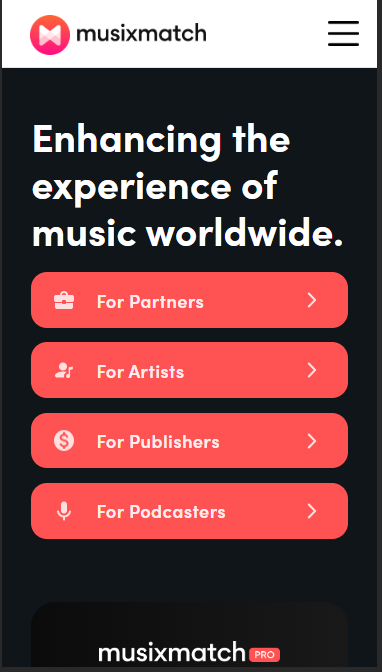 musixmatch
Enhancing the
experience of
music worldwide.
For Partners
For Artists
For Publishers
For Podcasters
musixmatch PRO